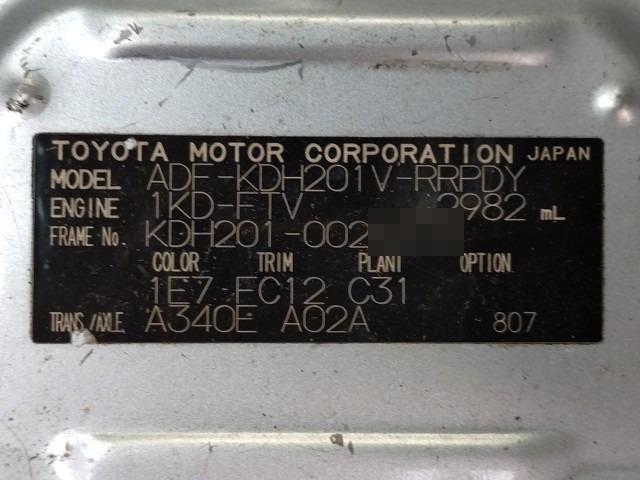 TOYOTA MOTOR CORPORATION JAPAN
MODEL ADF-KDH201V-RRPDY
ENGINE 1KD-FTV 2982 mL
FRAME No. KDH201-002
COLOR TRIM PLANT OPTION
1E7 FC12 C31
TRANS./AXLE A340E A02A 807